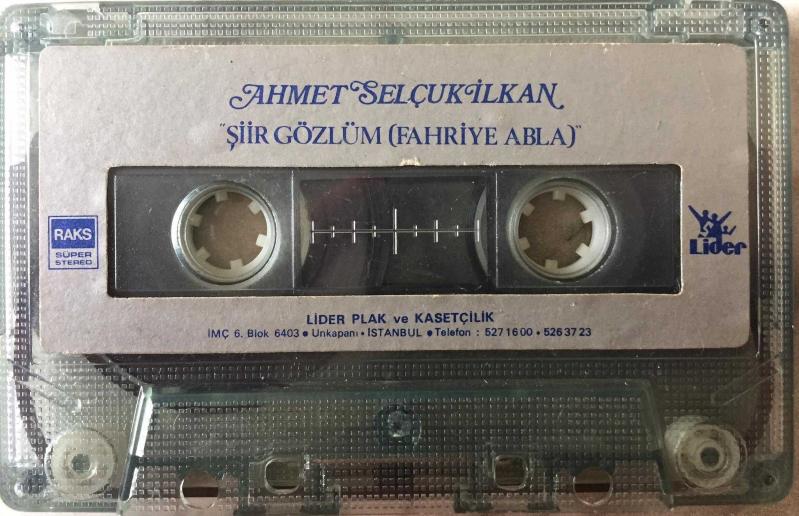 AHMET SELÇUK İLKAN
"ŞİİR GÖZLÜM (FAHRİYE ABLA)"
RAKS
SÜPER
STEREO
Lider
LİDER PLAK ve KASETÇİLİK
İMÇ 6. Blok 6403 • Unkapanı • İSTANBUL • Telefon : 527 16 00 • 526 37 23